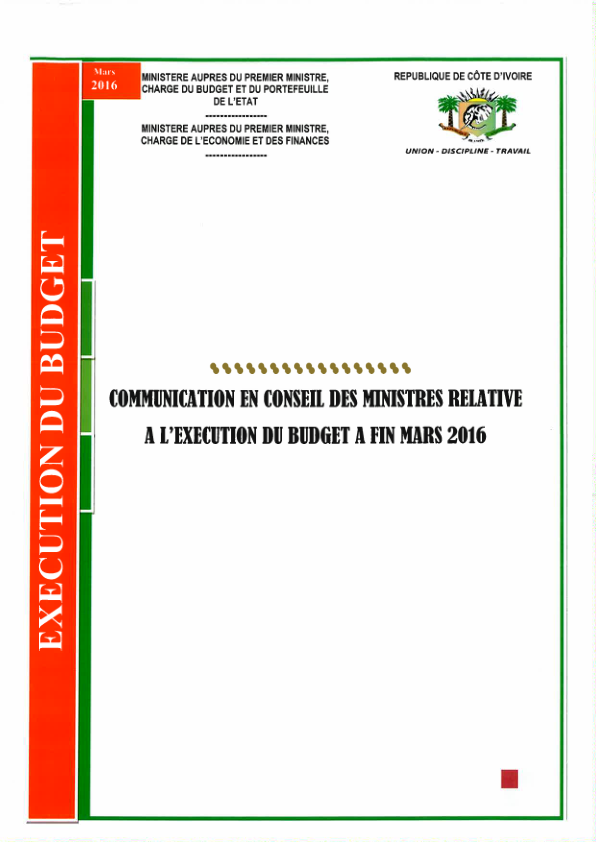 Mars
2016
MINISTERE AUPRES DU PREMIER MINISTRE,
CHARGE DU BUDGET ET DU PORTEFEUILLE
DE L'ETAT
-----------------
MINISTERE AUPRES DU PREMIER MINISTRE,
CHARGE DE L'ECONOMIE ET DES FINANCES
-----------------
REPUBLIQUE DE CÔTE D'IVOIRE
UNION - DISCIPLINE - TRAVAIL
EXECUTION DU BUDGET
COMMUNICATION EN CONSEIL DES MINISTRES RELATIVE
A L'EXECUTION DU BUDGET A FIN MARS 2016